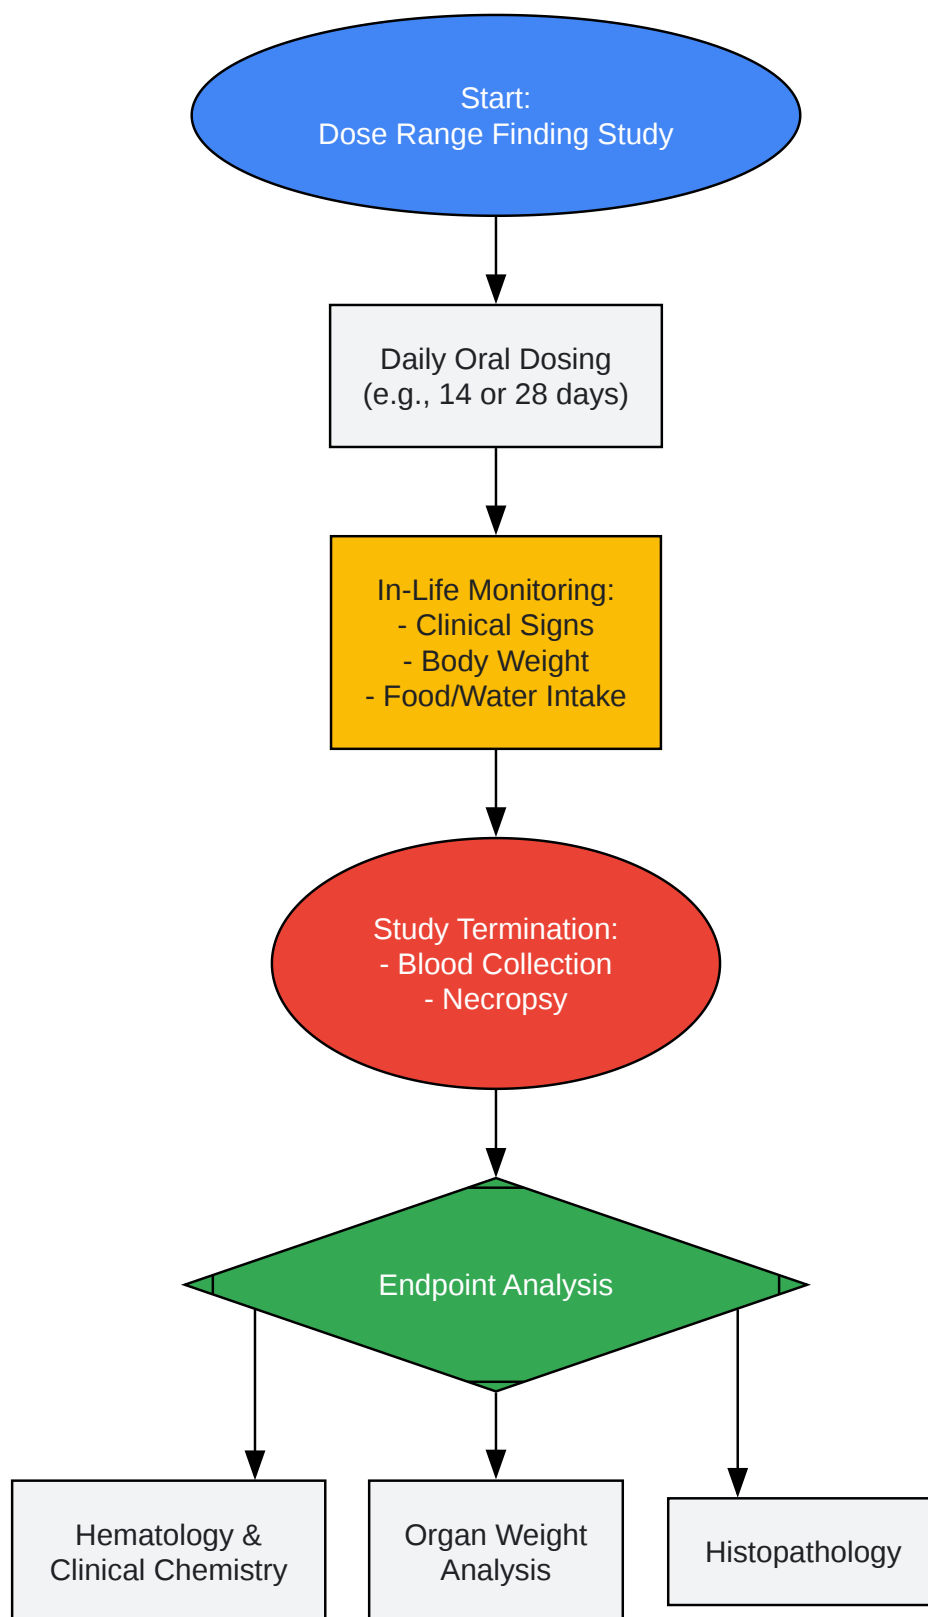 Start:
Dose Range Finding Study
Daily Oral Dosing
(e.g., 14 or 28 days)
In-Life Monitoring:
- Clinical Signs
- Body Weight
- Food/Water Intake
Study Termination:
- Blood Collection
- Necropsy
Endpoint Analysis
Hematology &
Clinical Chemistry
Organ Weight
Analysis
Histopathology